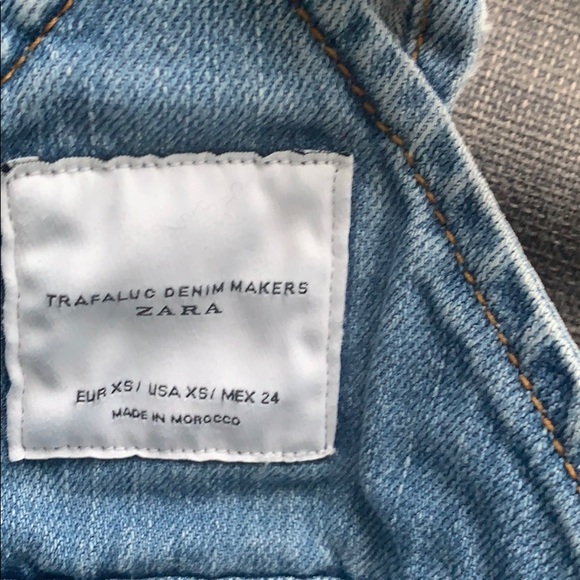 TRAFALUC DENIM MAKERS
ZARA
EUR XS / USA XS / MEX 24
MADE IN MOROCCO